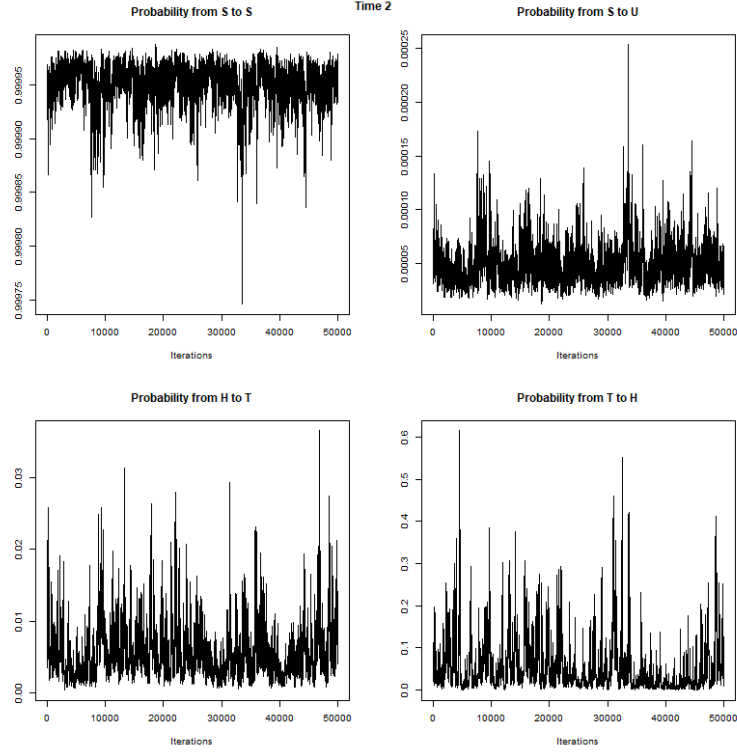 Time 2
Probability from S to S
0.99995
0.99990
0.99985
0.99980
0.99975
0 10000 20000 30000 40000 50000
Iterations
Probability from S to U
0.00025
0.00020
0.00015
0.00010
0.00005
0 10000 20000 30000 40000 50000
Iterations
Probability from H to T
0.03
0.02
0.01
0.00
0 10000 20000 30000 40000 50000
Iterations
Probability from T to H
0.6
0.5
0.4
0.3
0.2
0.1
0.0
0 10000 20000 30000 40000 50000
Iterations